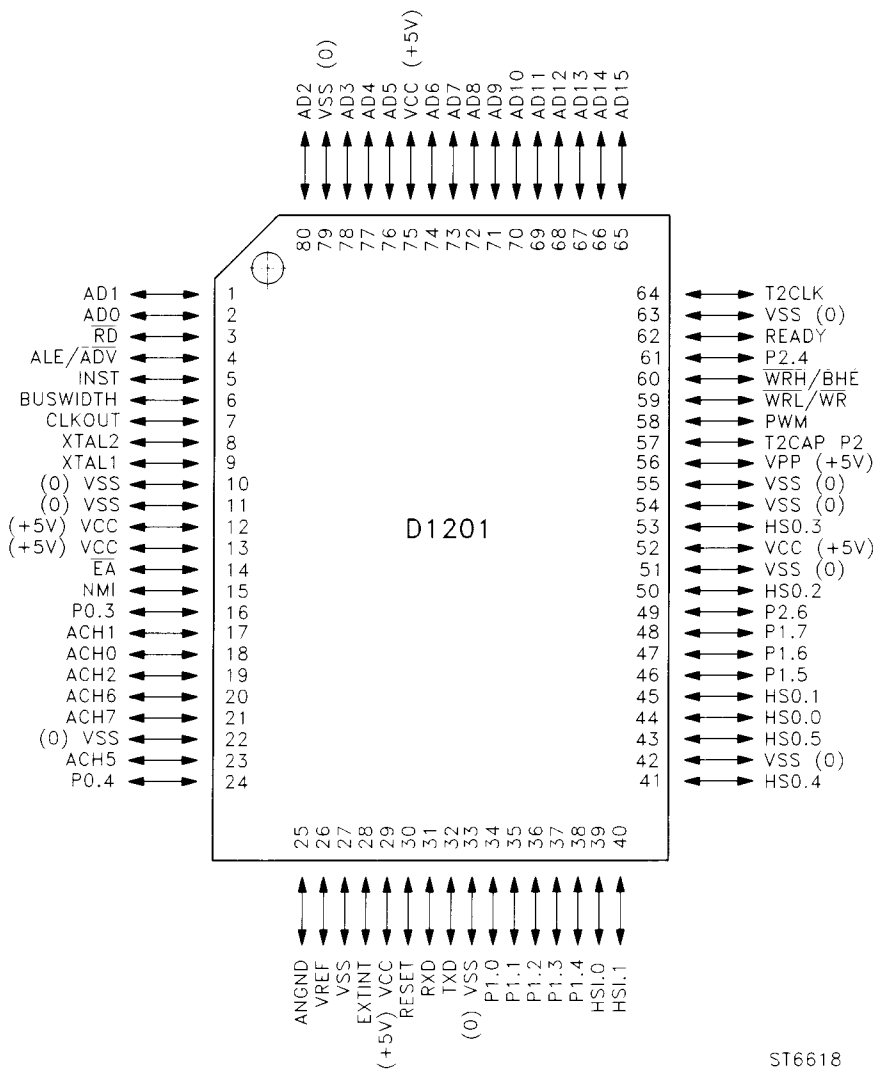 AD2 VSS (0) AD3 AD4 AD5 VCC (+5V) AD6 AD7 AD8 AD9 AD10 AD11 AD12 AD13 AD14 AD15
80 79 78 77 76 75 74 73 72 71 70 69 68 67 66 65
AD1 1 64 T2CLK
AD0 2 63 VSS (0)
RD 3 62 READY
ALE/ADV 4 61 P2.4
INST 5 60 WRH/BHE
BUSWIDTH 6 59 WRL/WR
CLKOUT 7 58 PWM
XTAL2 8 57 T2CAP P2
XTAL1 9 56 VPP (+5V)
(0) VSS 10 55 VSS (0)
(0) VSS 11 54 VSS (0)
(+5V) VCC 12 53 HS0.3
D1201
(+5V) VCC 13 52 VCC (+5V)
EA 14 51 VSS (0)
NMI 15 50 HS0.2
P0.3 16 49 P2.6
ACH1 17 48 P1.7
ACH0 18 47 P1.6
ACH2 19 46 P1.5
ACH6 20 45 HS0.1
ACH7 21 44 HS0.0
(0) VSS 22 43 HS0.5
ACH5 23 42 VSS (0)
P0.4 24 41 HS0.4
25 26 27 28 29 30 31 32 33 34 35 36 37 38 39 40
ANGND VREF VSS EXTINT (+5V) VCC RESET RXD TXD (0) VSS P1.0 P1.1 P1.2 P1.3 P1.4 HSI.0 HSI.1
ST6618